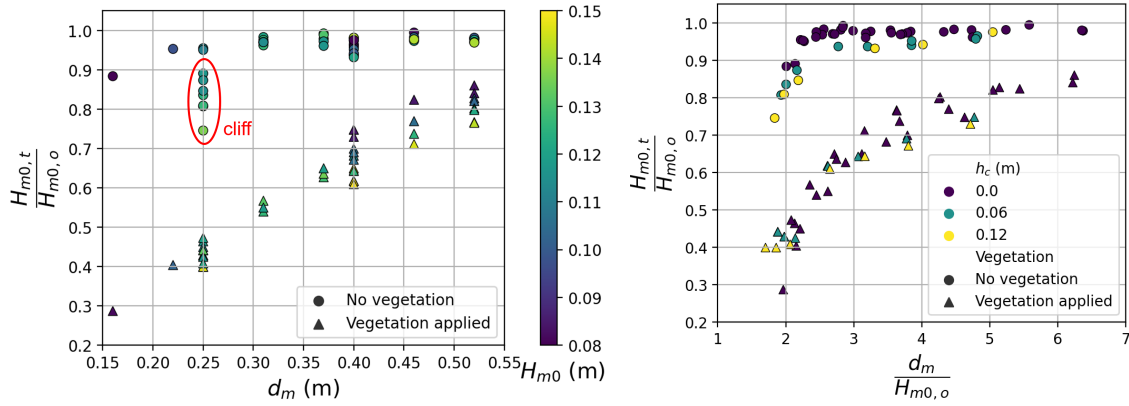 H_{m0,t}
H_{m0,o}
1.0
0.9
0.8
0.7
0.6
0.5
0.4
0.3
0.2
cliff
No vegetation
Vegetation applied
0.15 0.20 0.25 0.30 0.35 0.40 0.45 0.50 0.55
d_m (m)
0.15
0.14
0.13
0.12
0.11
0.10
0.09
0.08
H_{m0} (m)
H_{m0,t}
H_{m0,o}
1.0
0.9
0.8
0.7
0.6
0.5
0.4
0.3
0.2
h_c (m)
0.0
0.06
0.12
Vegetation
No vegetation
Vegetation applied
1 2 3 4 5 6 7
d_m
H_{m0,o}